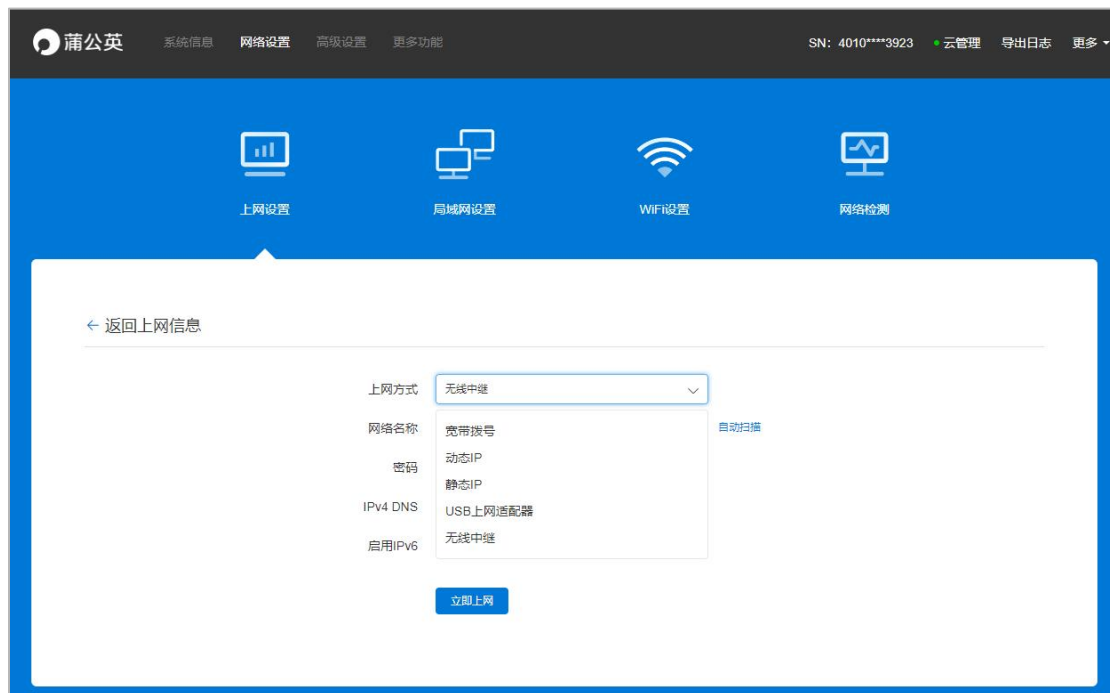 蒲公英 系统信息 网络设置 高级设置 更多功能 SN：4010****3923 云管理 导出日志 更多
上网设置 局域网设置 WiFi设置 网络检测
← 返回上网信息
上网方式 无线中继
网络名称 宽带拨号 自动扫描
动态IP
密码
静态IP
IPv4 DNS USB上网适配器
启用IPv6 无线中继
立即上网